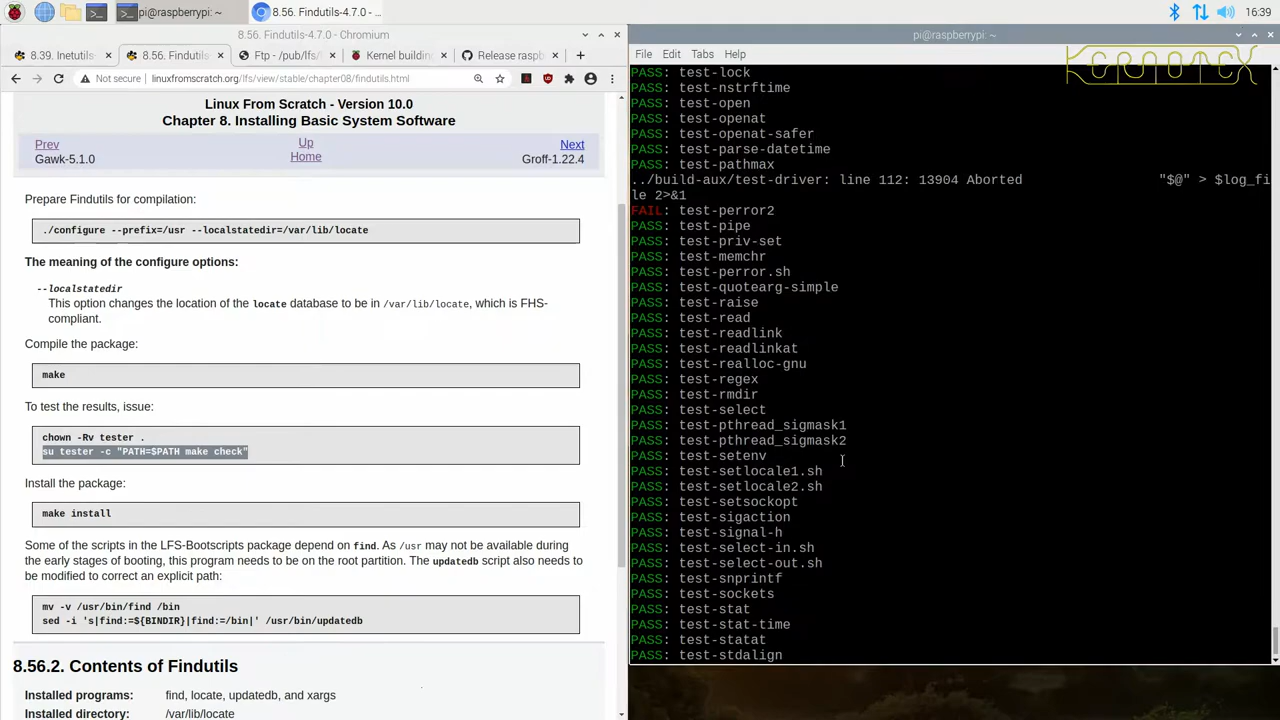 pi@raspberrypi: ~
8.56. Findutils-4.7.0 - ...
16:39
8.56. Findutils-4.7.0 - Chromium
8.39. Inetutils
8.56. Findutils
Ftp - pub/lfs/
Kernel building
Release raspb
Not secure | linuxfromscratch.org/lfs/view/stable/chapter08/findutils.html
Linux From Scratch - Version 10.0
Chapter 8. Installing Basic System Software
Prev
Up
Next
Gawk-5.1.0
Home
Groff-1.22.4
Prepare Findutils for compilation:
./configure --prefix=/usr --localstatedir=/var/lib/locate
The meaning of the configure options:
--localstatedir
This option changes the location of the locate database to be in /var/lib/locate, which is FHS-
compliant.
Compile the package:
make
To test the results, issue:
chown -Rv tester .
su tester -c "PATH=$PATH make check"
Install the package:
make install
Some of the scripts in the LFS-Bootscripts package depend on find. As /usr may not be available during
the early stages of booting, this program needs to be on the root partition. The updatedb script also needs to
be modified to correct an explicit path:
mv -v /usr/bin/find /bin
sed -i 's|find:=${BINDIR}|find:=/bin|' /usr/bin/updatedb
8.56.2. Contents of Findutils
Installed programs: find, locate, updatedb, and xargs
Installed directory: /var/lib/locate
pi@raspberrypi: ~
File Edit Tabs Help
KERNOTEX
PASS: test-lock
PASS: test-nstrftime
PASS: test-open
PASS: test-openat
PASS: test-openat-safer
PASS: test-parse-datetime
PASS: test-pathmax
../build-aux/test-driver: line 112: 13904 Aborted "$@" > $log_fi
le 2>&1
FAIL: test-perror2
PASS: test-pipe
PASS: test-priv-set
PASS: test-memchr
PASS: test-perror.sh
PASS: test-quotearg-simple
PASS: test-raise
PASS: test-read
PASS: test-readlink
PASS: test-readlinkat
PASS: test-realloc-gnu
PASS: test-regex
PASS: test-rmdir
PASS: test-select
PASS: test-pthread_sigmask1
PASS: test-pthread_sigmask2
PASS: test-setenv
PASS: test-setlocale1.sh
PASS: test-setlocale2.sh
PASS: test-setsockopt
PASS: test-sigaction
PASS: test-signal-h
PASS: test-select-in.sh
PASS: test-select-out.sh
PASS: test-snprintf
PASS: test-sockets
PASS: test-stat
PASS: test-stat-time
PASS: test-statat
PASS: test-stdalign